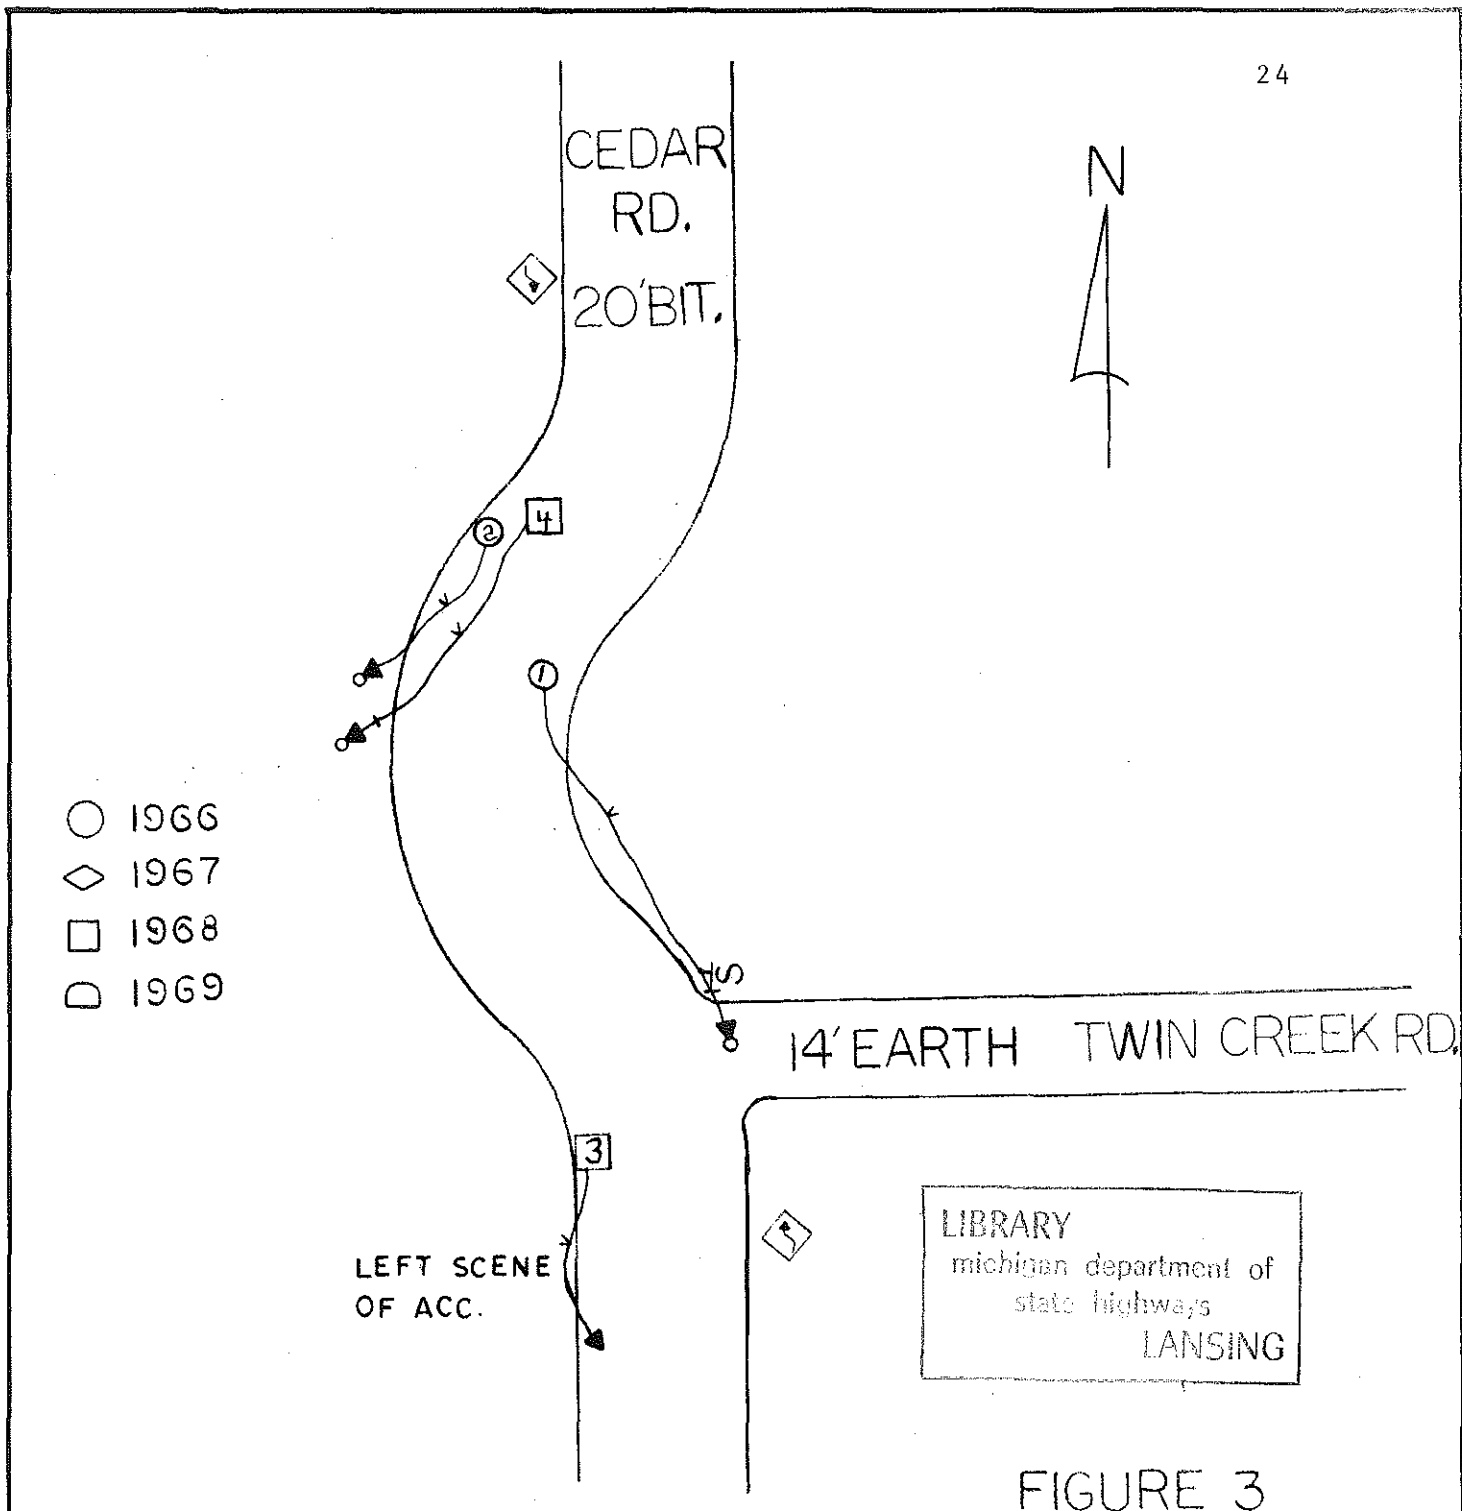 24
CEDAR
RD.
20'BIT.
N
2
4
1
1966
1967
1968
1969
S
14' EARTH TWIN CREEK RD.
3
LEFT SCENE
OF ACC.
LIBRARY
michigan department of
state highways
LANSING
FIGURE 3